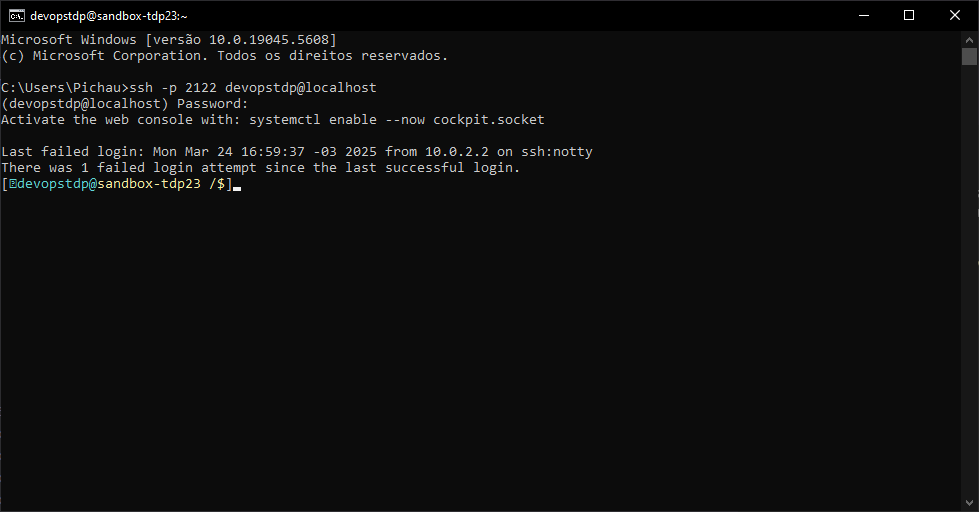 devopstdp@sandbox-tdp23:~
Microsoft Windows [versão 10.0.19045.5608]
(c) Microsoft Corporation. Todos os direitos reservados.
C:\Users\Pichau>ssh -p 2122 devopstdp@localhost
(devopstdp@localhost) Password:
Activate the web console with: systemctl enable --now cockpit.socket
Last failed login: Mon Mar 24 16:59:37 -03 2025 from 10.0.2.2 on ssh:notty
There was 1 failed login attempt since the last successful login.
[⍰devopstdp@sandbox-tdp23 /$]